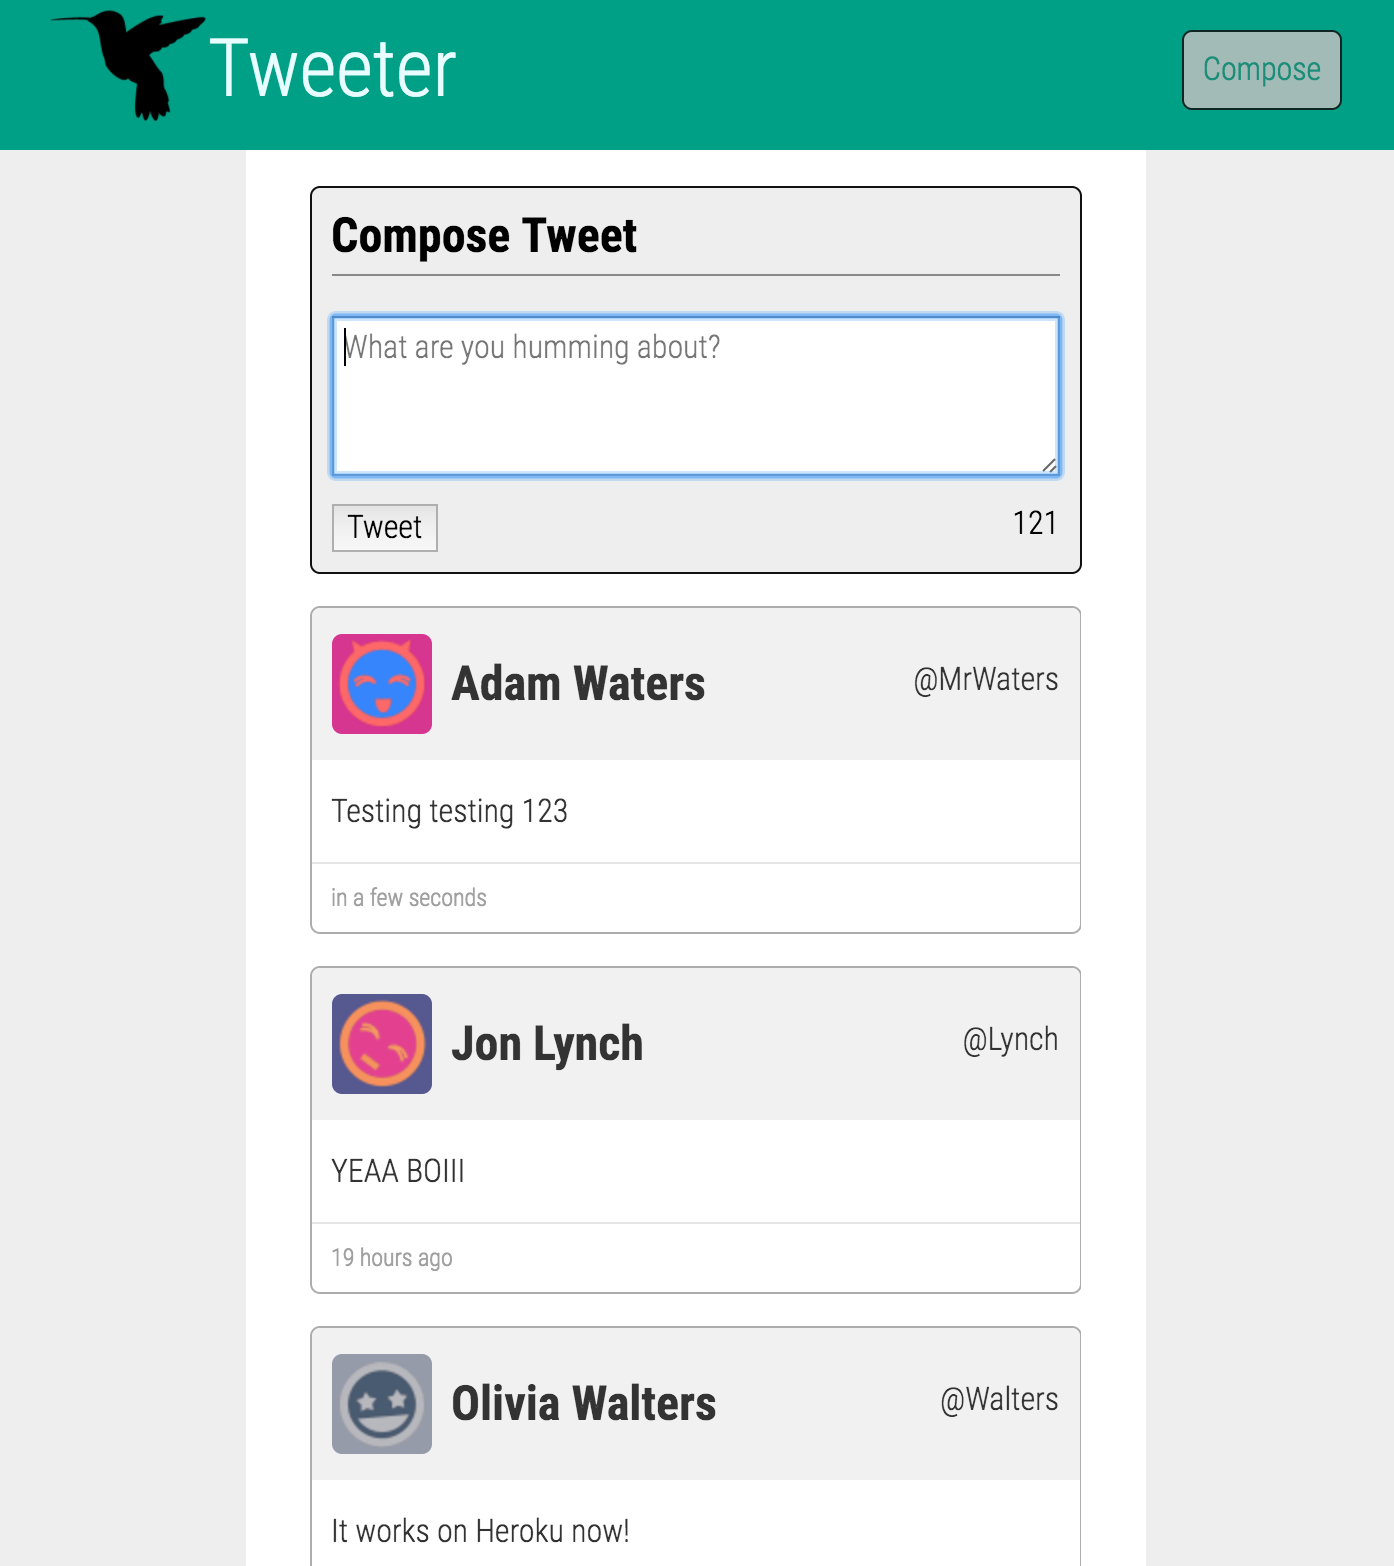 Tweeter
Compose
Compose Tweet
What are you humming about?
Tweet
121
Adam Waters
@MrWaters
Testing testing 123
in a few seconds
Jon Lynch
@Lynch
YEAA BOIII
19 hours ago
Olivia Walters
@Walters
It works on Heroku now!